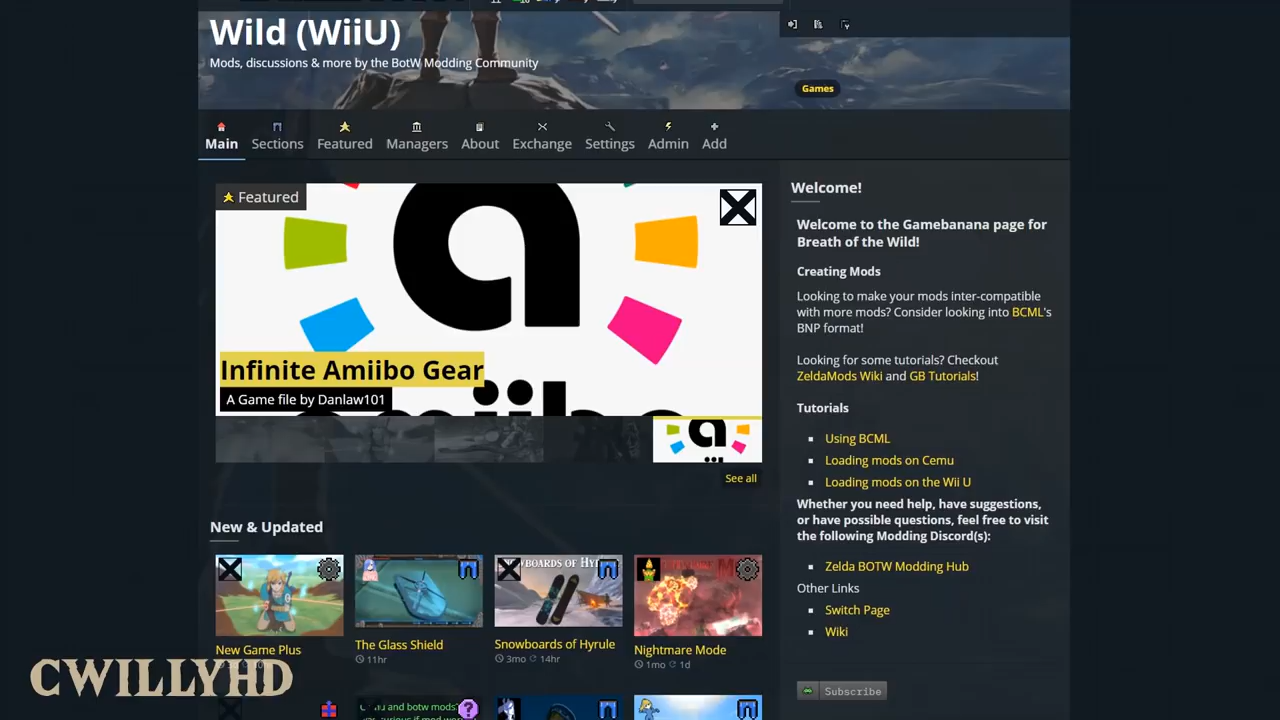 Wild (WiiU)
Mods, discussions & more by the BotW Modding Community
Games
Main
Sections
Featured
Managers
About
Exchange
Settings
Admin
Add
Featured
Infinite Amiibo Gear
A Game file by Danlaw101
See all
New & Updated
New Game Plus
The Glass Shield
11hr
Snowboards of Hyrule
3mo
14hr
Nightmare Mode
1mo
1d
Welcome!
Welcome to the Gamebanana page for
Breath of the Wild!
Creating Mods
Looking to make your mods inter-compatible
with more mods? Consider looking into BCML's
BNP format!
Looking for some tutorials? Checkout
ZeldaMods Wiki and GB Tutorials!
Tutorials
Using BCML
Loading mods on Cemu
Loading mods on the Wii U
Whether you need help, have suggestions,
or have possible questions, feel free to visit
the following Modding Discord(s):
Zelda BOTW Modding Hub
Other Links
Switch Page
Wiki
Subscribe
CWILLYHD